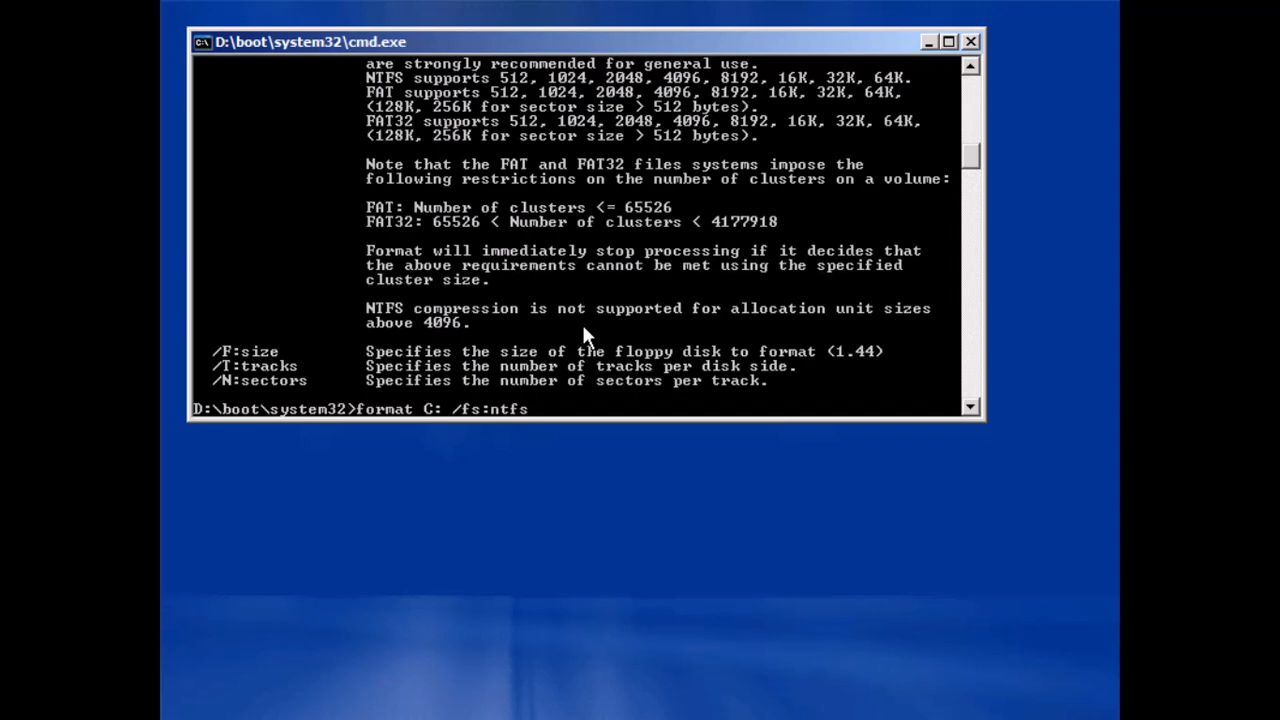 D:\boot\system32\cmd.exe
are strongly recommended for general use.
NTFS supports 512, 1024, 2048, 4096, 8192, 16K, 32K, 64K.
FAT supports 512, 1024, 2048, 4096, 8192, 16K, 32K, 64K,
(128K, 256K for sector size > 512 bytes).
FAT32 supports 512, 1024, 2048, 4096, 8192, 16K, 32K, 64K,
(128K, 256K for sector size > 512 bytes).
Note that the FAT and FAT32 files systems impose the
following restrictions on the number of clusters on a volume:
FAT: Number of clusters <= 65526
FAT32: 65526 < Number of clusters < 4177918
Format will immediately stop processing if it decides that
the above requirements cannot be met using the specified
cluster size.
NTFS compression is not supported for allocation unit sizes
above 4096.
/F:size Specifies the size of the floppy disk to format (1.44)
/T:tracks Specifies the number of tracks per disk side.
/N:sectors Specifies the number of sectors per track.
D:\boot\system32>format C: /fs:ntfs